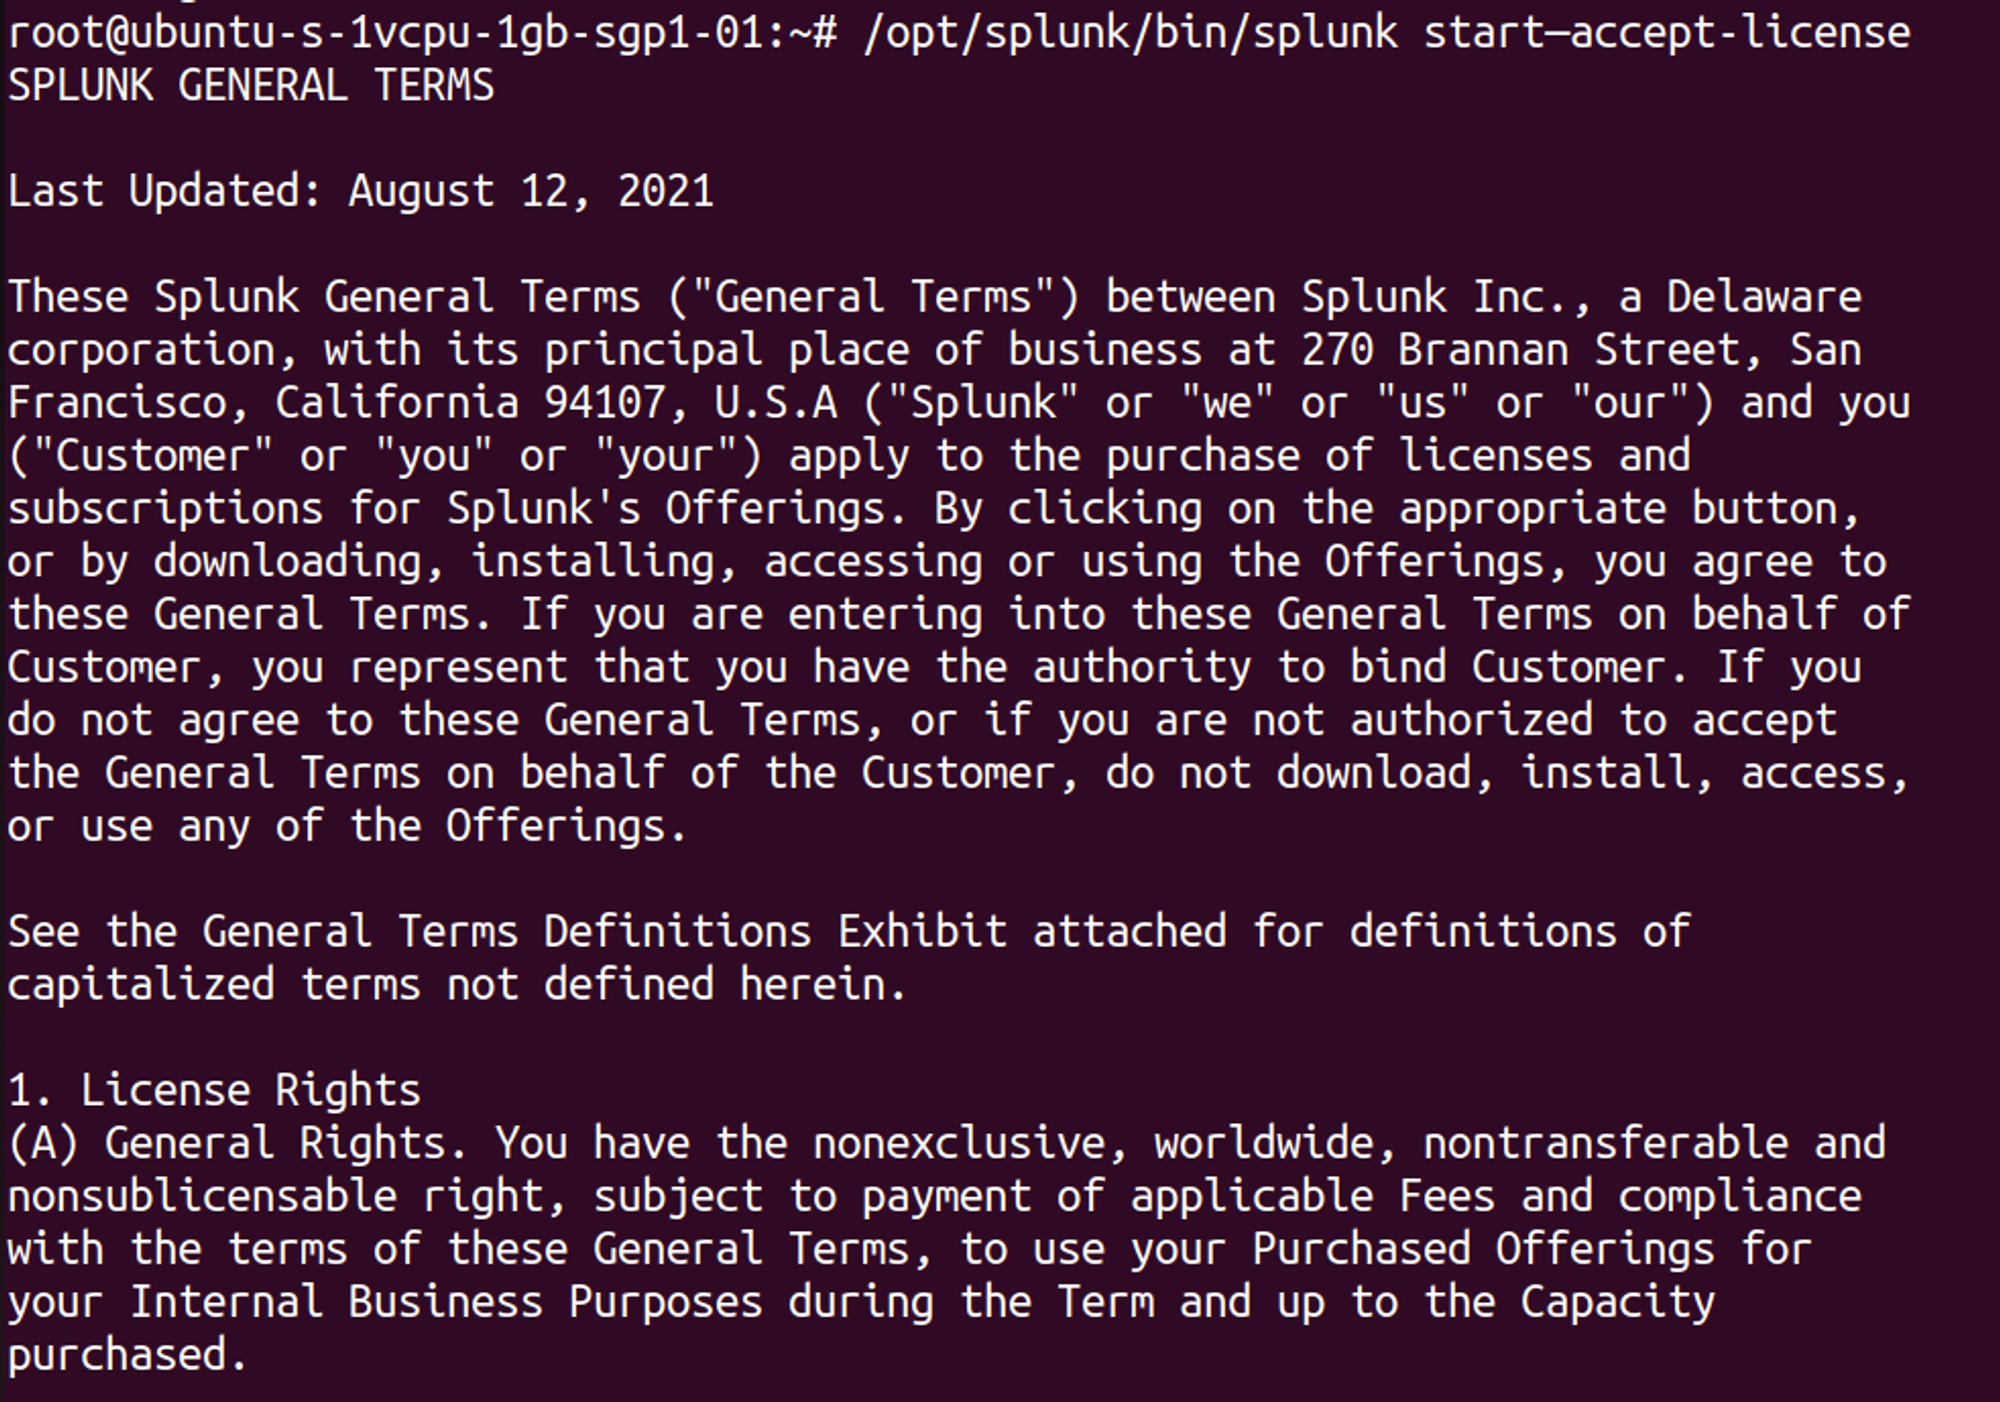 root@ubuntu-s-1vcpu-1gb-sgp1-01:~# /opt/splunk/bin/splunk start—accept-license
SPLUNK GENERAL TERMS
Last Updated: August 12, 2021
These Splunk General Terms ("General Terms") between Splunk Inc., a Delaware
corporation, with its principal place of business at 270 Brannan Street, San
Francisco, California 94107, U.S.A ("Splunk" or "we" or "us" or "our") and you
("Customer" or "you" or "your") apply to the purchase of licenses and
subscriptions for Splunk's Offerings. By clicking on the appropriate button,
or by downloading, installing, accessing or using the Offerings, you agree to
these General Terms. If you are entering into these General Terms on behalf of
Customer, you represent that you have the authority to bind Customer. If you
do not agree to these General Terms, or if you are not authorized to accept
the General Terms on behalf of the Customer, do not download, install, access,
or use any of the Offerings.
See the General Terms Definitions Exhibit attached for definitions of
capitalized terms not defined herein.
1. License Rights
(A) General Rights. You have the nonexclusive, worldwide, nontransferable and
nonsublicensable right, subject to payment of applicable Fees and compliance
with the terms of these General Terms, to use your Purchased Offerings for
your Internal Business Purposes during the Term and up to the Capacity
purchased.